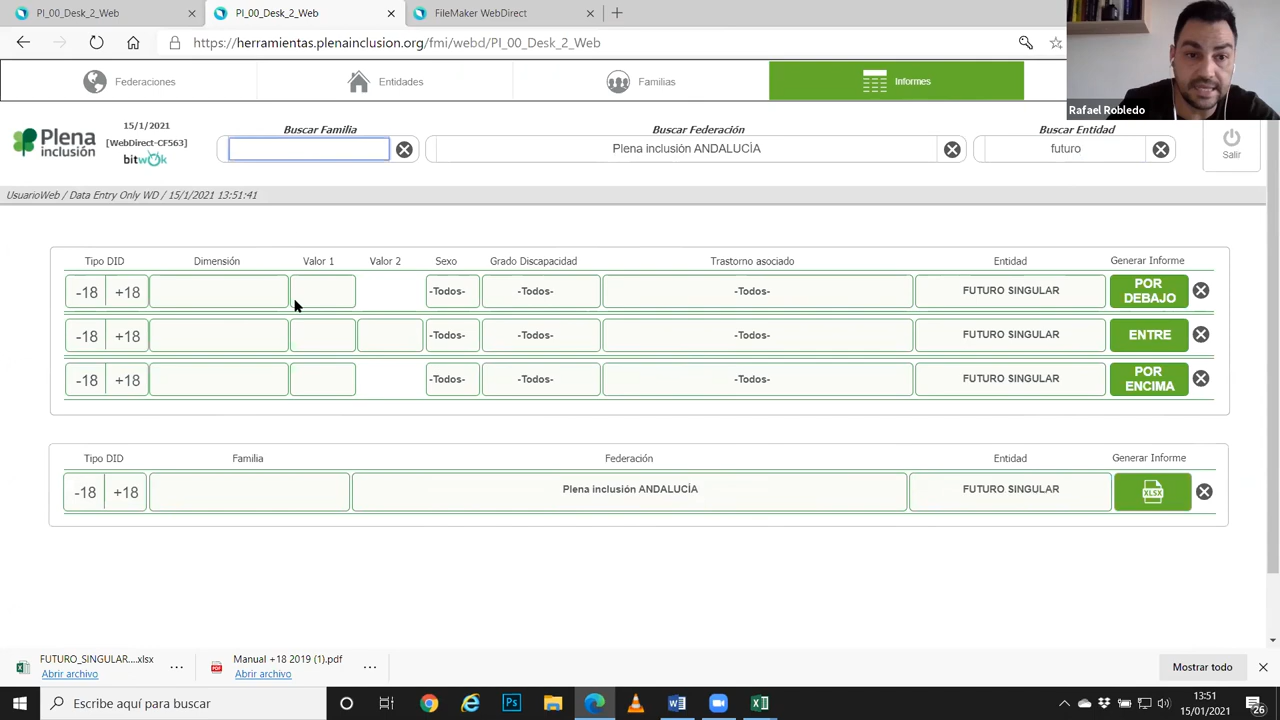 PI_00_Desk_2_Web
PI_00_Desk_2_Web
FileMaker WebDirect
https://herramientas.plenainclusion.org/fmi/webd/PI_00_Desk_2_Web
Federaciones
Entidades
Familias
Informes
Rafael Robledo
Plena inclusión
15/1/2021
[WebDirect-CF563]
bitwok
Buscar Familia
Buscar Federación
Plena inclusión ANDALUCÍA
Buscar Entidad
futuro
Salir
UsuarioWeb / Data Entry Only WD / 15/1/2021 13:51:41
Tipo DID Dimensión Valor 1 Valor 2 Sexo Grado Discapacidad Trastorno asociado Entidad Generar Informe
-18 +18 -Todos- -Todos- -Todos- FUTURO SINGULAR POR DEBAJO
-18 +18 -Todos- -Todos- -Todos- FUTURO SINGULAR ENTRE
-18 +18 -Todos- -Todos- -Todos- FUTURO SINGULAR POR ENCIMA
Tipo DID Familia Federación Entidad Generar Informe
-18 +18 Plena inclusión ANDALUCÍA FUTURO SINGULAR XLSX
FUTURO_SINGULAR....xlsx
Abrir archivo
Manual +18 2019 (1).pdf
Abrir archivo
Mostrar todo
Escribe aquí para buscar
13:51
15/01/2021
26